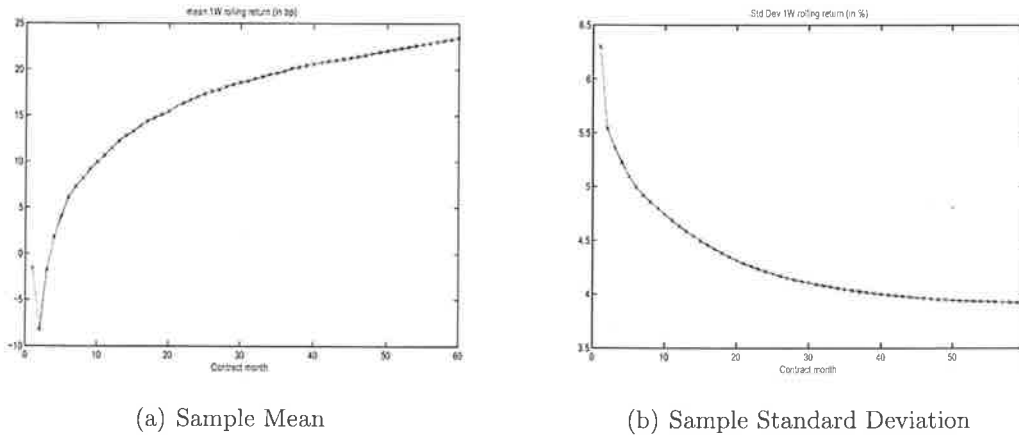 mean 1W rolling return (in bp)
25
20
15
10
5
0
-5
-10
0 10 20 30 40 50 60
Contract month
(a) Sample Mean
Std Dev 1W rolling return (in %)
6.5
6
5.5
5
4.5
4
3.5
0 10 20 30 40 50
Contract month
(b) Sample Standard Deviation